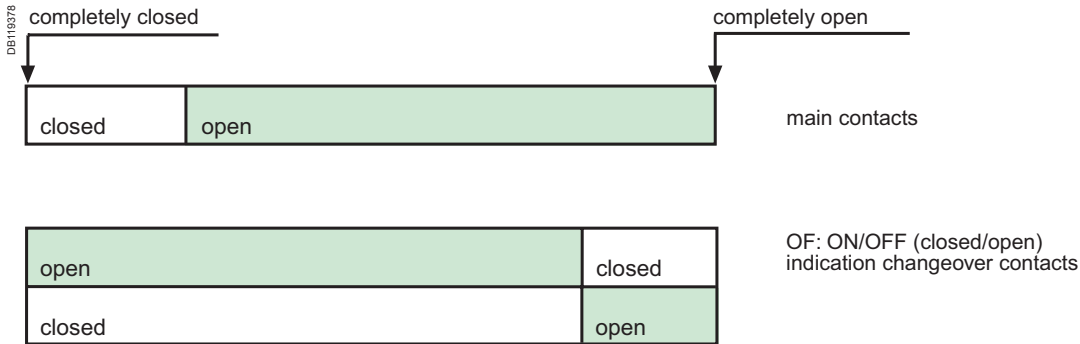 DB119378
completely closed
completely open
closed
open
main contacts
open
closed
OF: ON/OFF (closed/open)
indication changeover contacts
closed
open